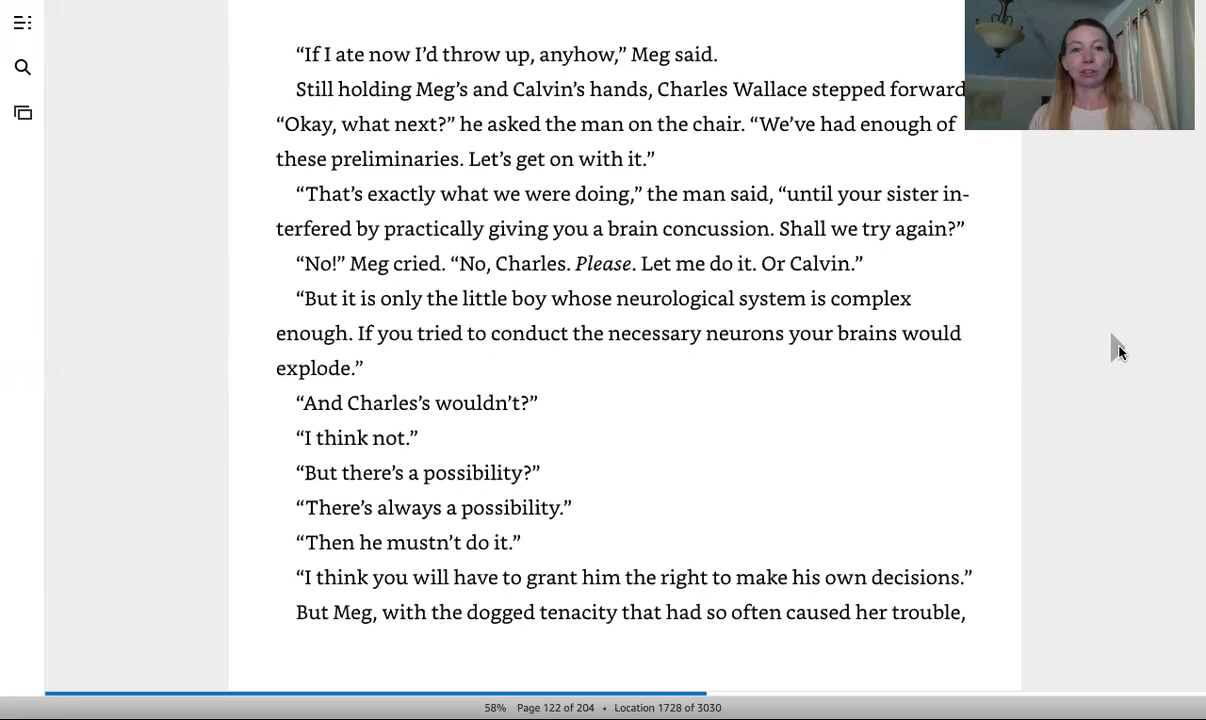 “If I ate now I’d throw up, anyhow,” Meg said.
Still holding Meg’s and Calvin’s hands, Charles Wallace stepped forward
“Okay, what next?” he asked the man on the chair. “We’ve had enough of
these preliminaries. Let’s get on with it.”
“That’s exactly what we were doing,” the man said, “until your sister in-
terfered by practically giving you a brain concussion. Shall we try again?”
“No!” Meg cried. “No, Charles. Please. Let me do it. Or Calvin.”
“But it is only the little boy whose neurological system is complex
enough. If you tried to conduct the necessary neurons your brains would
explode.”
“And Charles’s wouldn’t?”
“I think not.”
“But there’s a possibility?”
“There’s always a possibility.”
“Then he mustn’t do it.”
“I think you will have to grant him the right to make his own decisions.”
But Meg, with the dogged tenacity that had so often caused her trouble,
58% Page 122 of 204 • Location 1728 of 3030